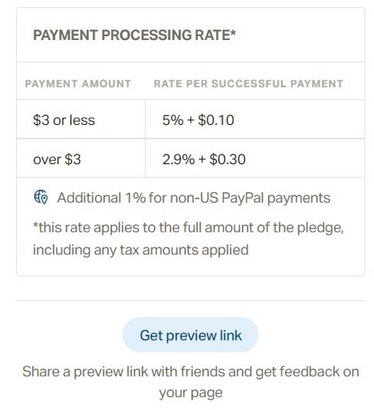 PAYMENT PROCESSING RATE*
PAYMENT AMOUNT RATE PER SUCCESSFUL PAYMENT
$3 or less 5% + $0.10
over $3 2.9% + $0.30
Additional 1% for non-US PayPal payments
*this rate applies to the full amount of the pledge,
including any tax amounts applied
Get preview link
Share a preview link with friends and get feedback on
your page